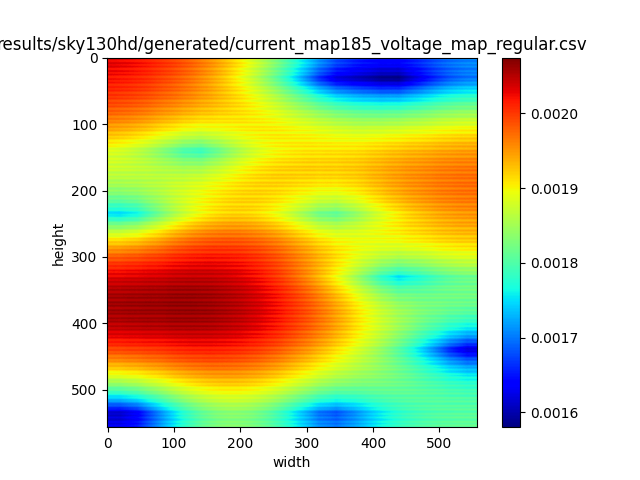 results/sky130hd/generated/current_map185_voltage_map_regular.csv
0
100
200
300
400
500
height
0 100 200 300 400 500
width
0.0020
0.0019
0.0018
0.0017
0.0016